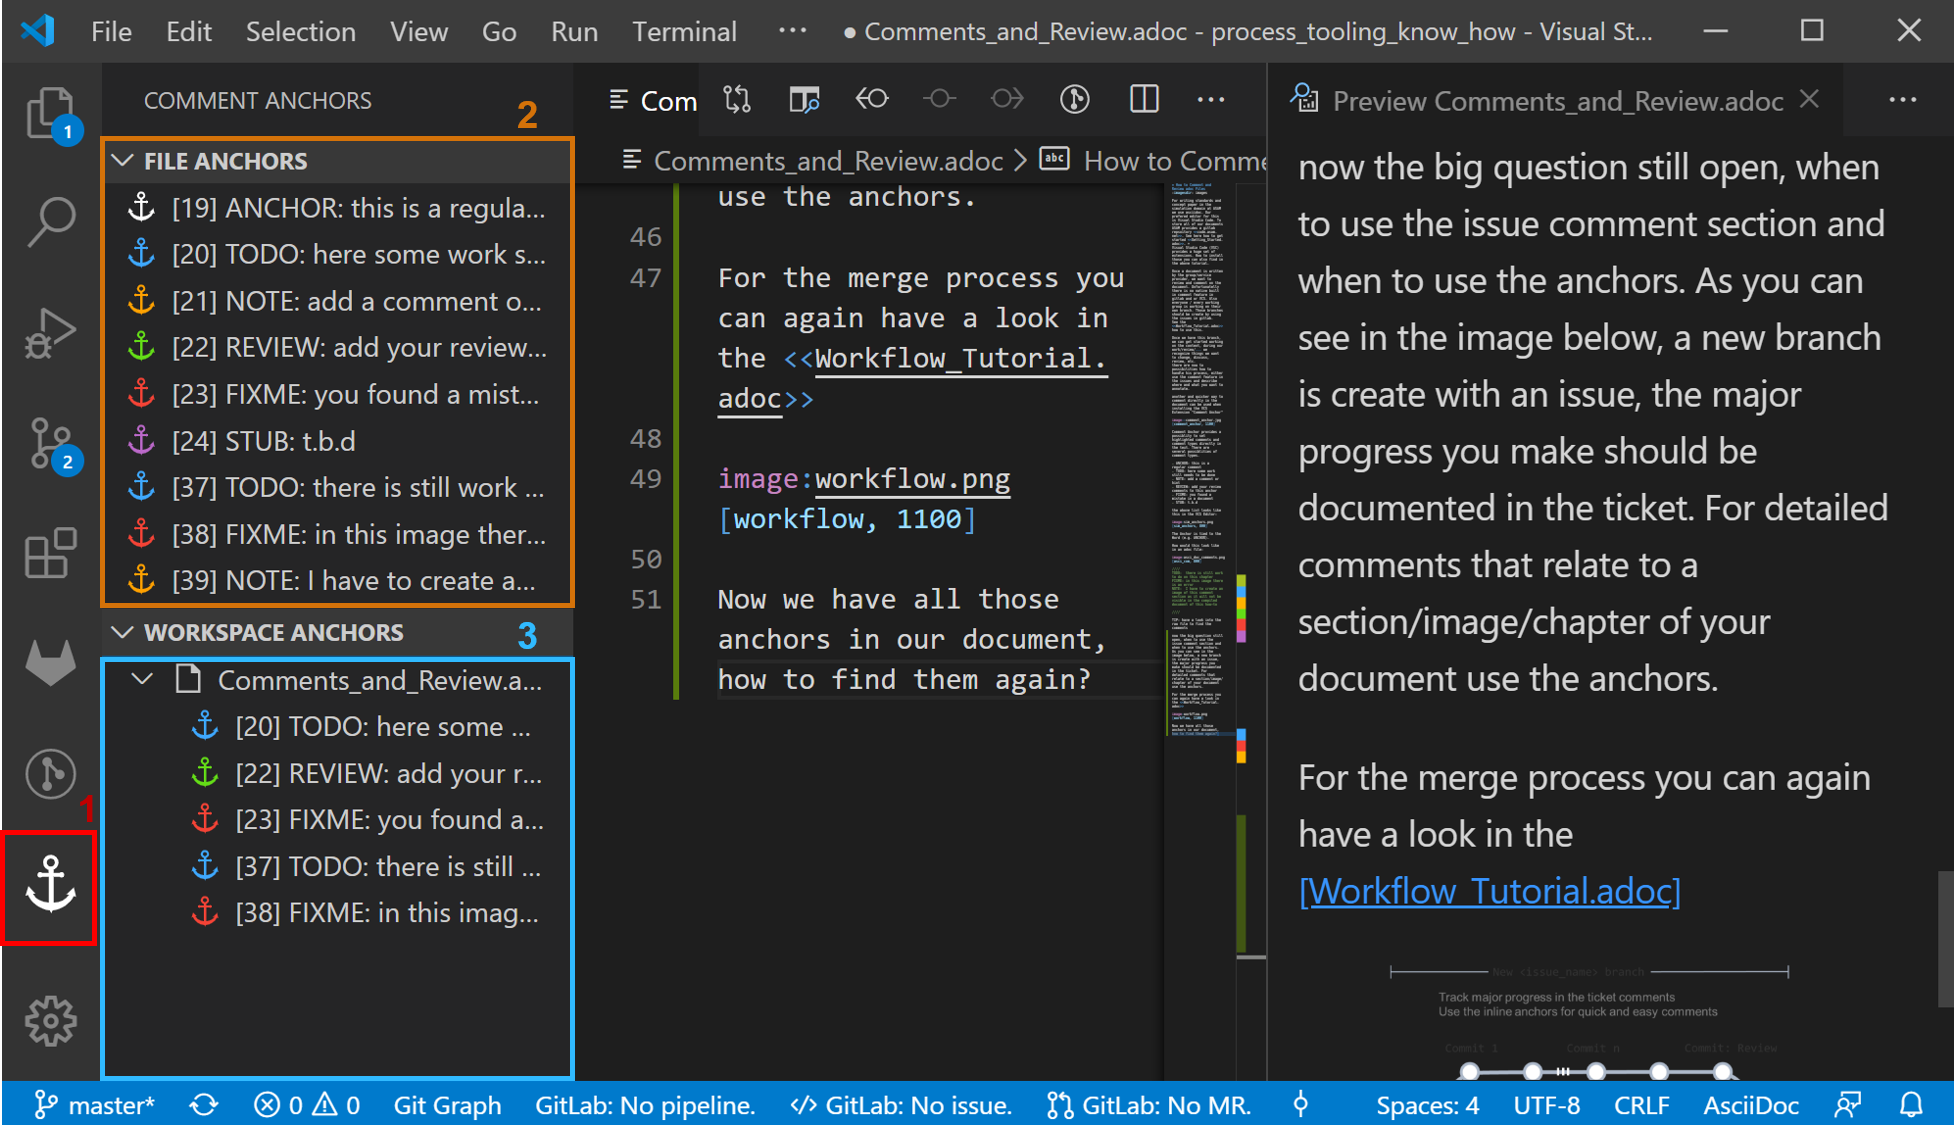 File Edit Selection View Go Run Terminal ··· ● Comments_and_Review.adoc - process_tooling_know_how - Visual St...
COMMENT ANCHORS
2
FILE ANCHORS
[19] ANCHOR: this is a regula...
[20] TODO: here some work s...
[21] NOTE: add a comment o...
[22] REVIEW: add your review...
[23] FIXME: you found a mist...
[24] STUB: t.b.d
[37] TODO: there is still work ...
[38] FIXME: in this image ther...
[39] NOTE: I have to create a...
WORKSPACE ANCHORS 3
Comments_and_Review.a...
[20] TODO: here some ...
[22] REVIEW: add your r...
[23] FIXME: you found a...
[37] TODO: there is still ...
[38] FIXME: in this imag...
1
2
1
Com
Comments_and_Review.adoc > abc How to Comme
use the anchors.
46
47 For the merge process you
can again have a look in
the <<Workflow_Tutorial.
adoc>>
48
49 image:workflow.png
[workflow, 1100]
50
51 Now we have all those
anchors in our document,
how to find them again?
Preview Comments_and_Review.adoc
now the big question still open, when
to use the issue comment section and
when to use the anchors. As you can
see in the image below, a new branch
is create with an issue, the major
progress you make should be
documented in the ticket. For detailed
comments that relate to a
section/image/chapter of your
document use the anchors.
For the merge process you can again
have a look in the
[Workflow_Tutorial.adoc]
New <issue_name> branch
Track major progress in the ticket comments
Use the inline anchors for quick and easy comments
Commit 1 Commit n Commit: Review
master* 0 0 Git Graph GitLab: No pipeline. </> GitLab: No issue. GitLab: No MR. Spaces: 4 UTF-8 CRLF AsciiDoc